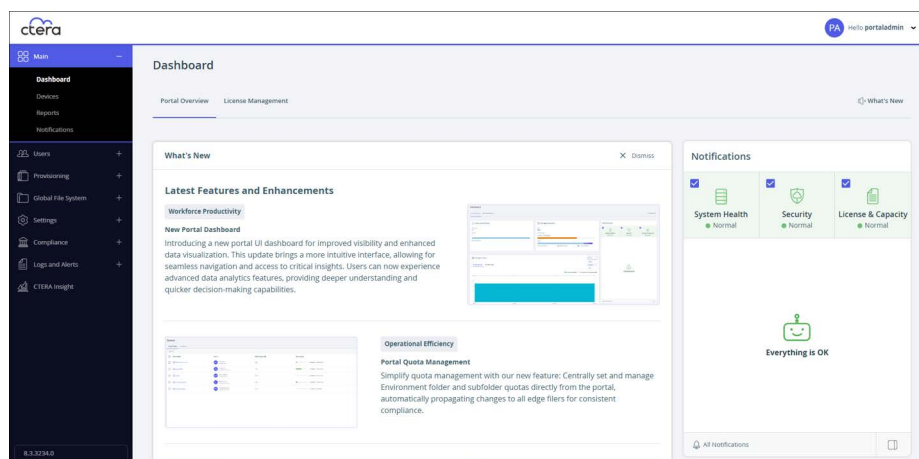 ctera
PA Hello portaladmin
Main
Dashboard
Devices
Reports
Notifications
Users
Provisioning
Global File System
Settings
Compliance
Logs and Alerts
CTERA Insight
8.3.3234.0
Dashboard
Portal Overview License Management What's New
What's New X Dismiss
Latest Features and Enhancements
Workforce Productivity
New Portal Dashboard
Introducing a new portal UI dashboard for improved visibility and enhanced
data visualization. This update brings a more intuitive interface, allowing for
seamless navigation and access to critical insights. Users can now experience
advanced data analytics features, providing deeper understanding and
quicker decision-making capabilities.
Operational Efficiency
Portal Quota Management
Simplify quota management with our new feature: Centrally set and manage
Environment folder and subfolder quotas directly from the portal,
automatically propagating changes to all edge filers for consistent
compliance.
Notifications
System Health Security License & Capacity
Normal Normal Normal
Everything is OK
All Notifications